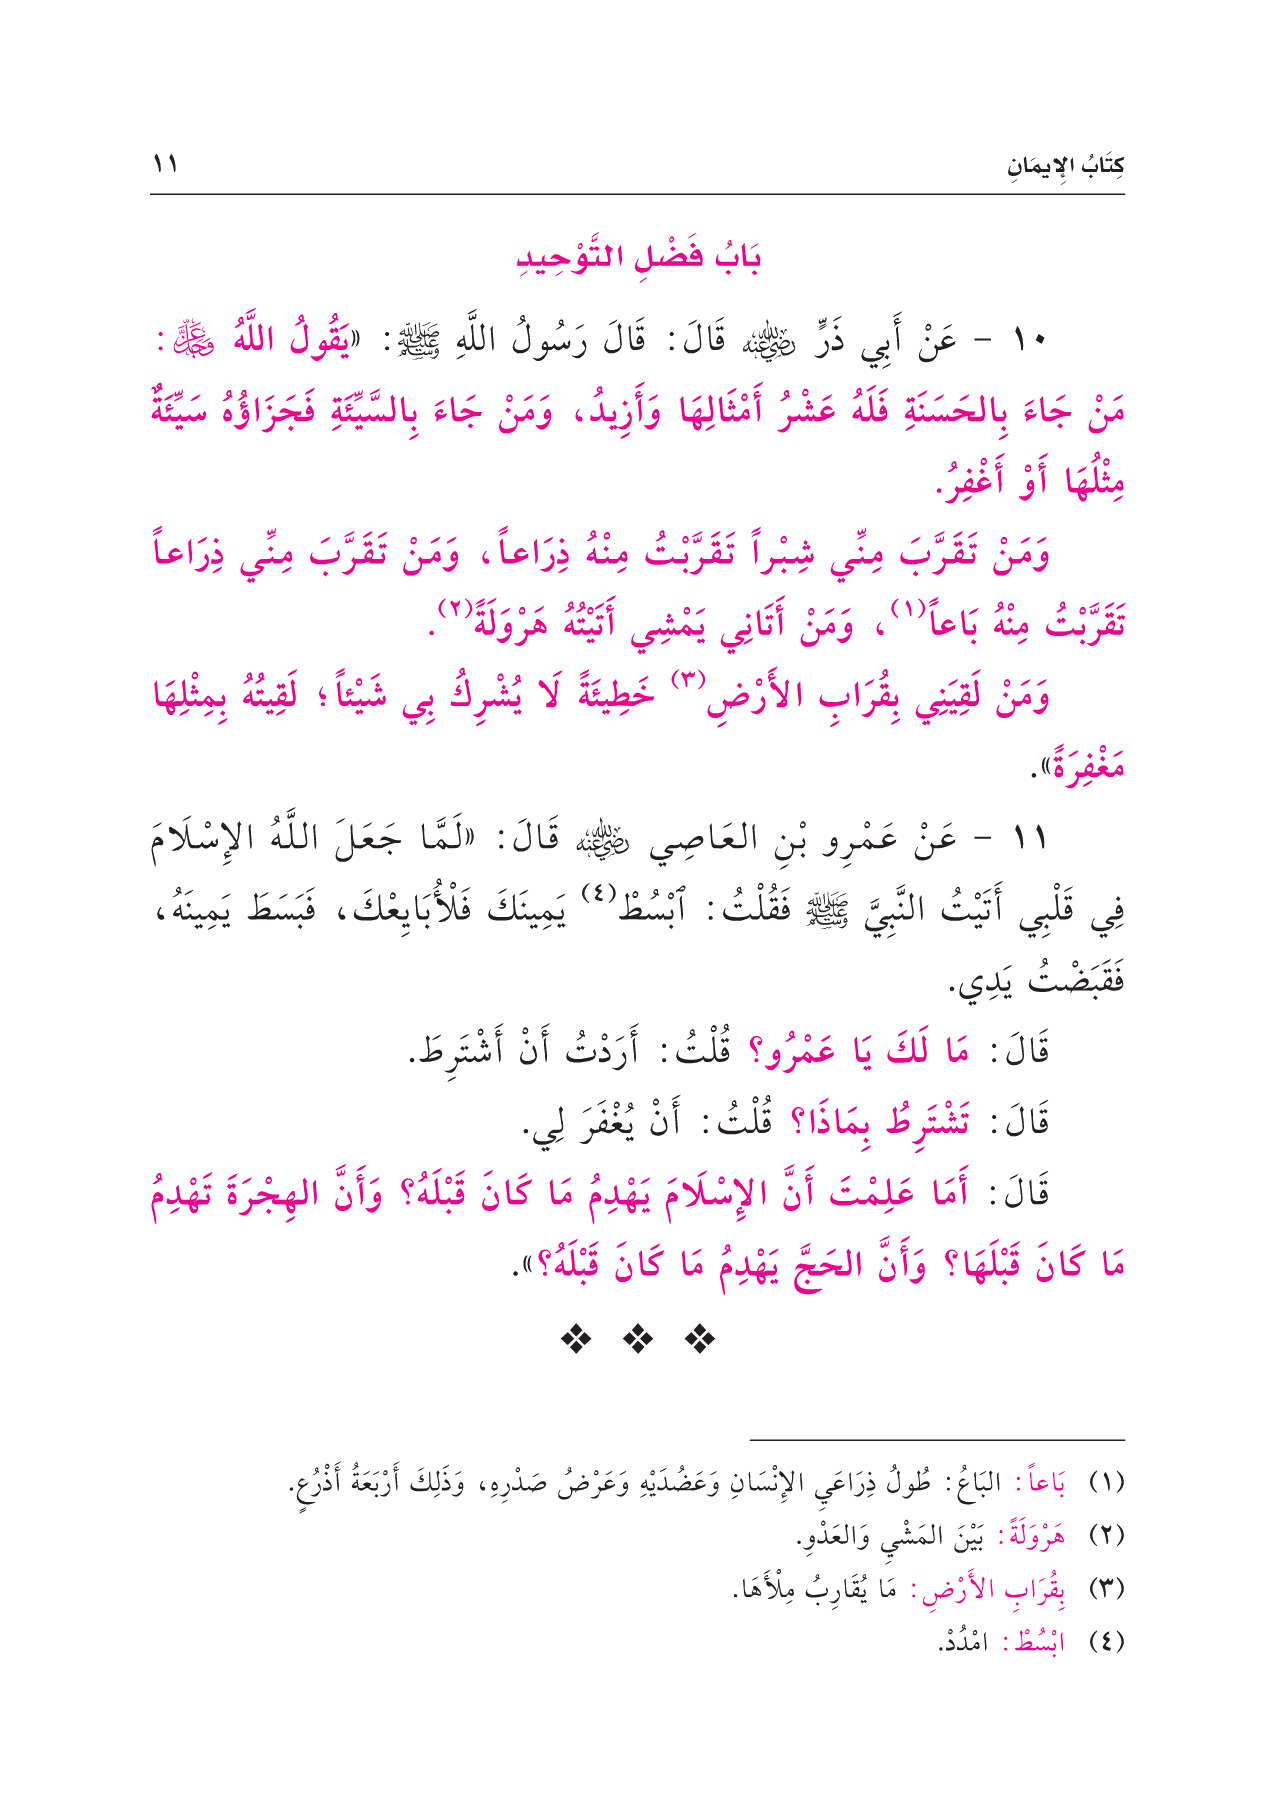 كِتَابُ الإِيمَانِ ١١
بَابُ فَضْلِ التَّوْحِيدِ
١٠ - عَنْ أَبِي ذَرٍّ رضي الله عنه قَالَ: قَالَ رَسُولُ اللَّهِ ﷺ: «يَقُولُ اللَّهُ عز وجل:
مَنْ جَاءَ بِالحَسَنَةِ فَلَهُ عَشْرُ أَمْثَالِهَا وَأَزِيدُ، وَمَنْ جَاءَ بِالسَّيِّئَةِ فَجَزَاؤُهُ سَيِّئَةٌ
مِثْلُهَا أَوْ أَغْفِرُ.
وَمَنْ تَقَرَّبَ مِنِّي شِبْراً تَقَرَّبْتُ مِنْهُ ذِرَاعاً، وَمَنْ تَقَرَّبَ مِنِّي ذِرَاعاً
تَقَرَّبْتُ مِنْهُ بَاعاً(١)، وَمَنْ أَتَانِي يَمْشِي أَتَيْتُهُ هَرْوَلَةً(٢).
وَمَنْ لَقِيَنِي بِقُرَابِ الأَرْضِ(٣) خَطِيئَةً لَا يُشْرِكُ بِي شَيْئاً؛ لَقِيتُهُ بِمِثْلِهَا
مَغْفِرَةً».
١١ - عَنْ عَمْرِو بْنِ العَاصِي رضي الله عنه قَالَ: «لَمَّا جَعَلَ اللَّهُ الإِسْلَامَ
فِي قَلْبِي أَتَيْتُ النَّبِيَّ ﷺ فَقُلْتُ: ٱبْسُطْ(٤) يَمِينَكَ فَلْأُبَايِعْكَ، فَبَسَطَ يَمِينَهُ،
فَقَبَضْتُ يَدِي.
قَالَ: مَا لَكَ يَا عَمْرُو؟ قُلْتُ: أَرَدْتُ أَنْ أَشْتَرِطَ.
قَالَ: تَشْتَرِطُ بِمَاذَا؟ قُلْتُ: أَنْ يُغْفَرَ لِي.
قَالَ: أَمَا عَلِمْتَ أَنَّ الإِسْلَامَ يَهْدِمُ مَا كَانَ قَبْلَهُ؟ وَأَنَّ الهِجْرَةَ تَهْدِمُ
مَا كَانَ قَبْلَهَا؟ وَأَنَّ الحَجَّ يَهْدِمُ مَا كَانَ قَبْلَهُ؟».
(١) بَاعاً: البَاعُ: طُولُ ذِرَاعَيِ الإِنْسَانِ وَعَضُدَيْهِ وَعَرْضُ صَدْرِهِ، وَذَلِكَ أَرْبَعَةُ أَذْرُعٍ.
(٢) هَرْوَلَةً: بَيْنَ المَشْيِ وَالعَدْوِ.
(٣) بِقُرَابِ الأَرْضِ: مَا يُقَارِبُ مِلْأَهَا.
(٤) ابْسُطْ: امْدُدْ.